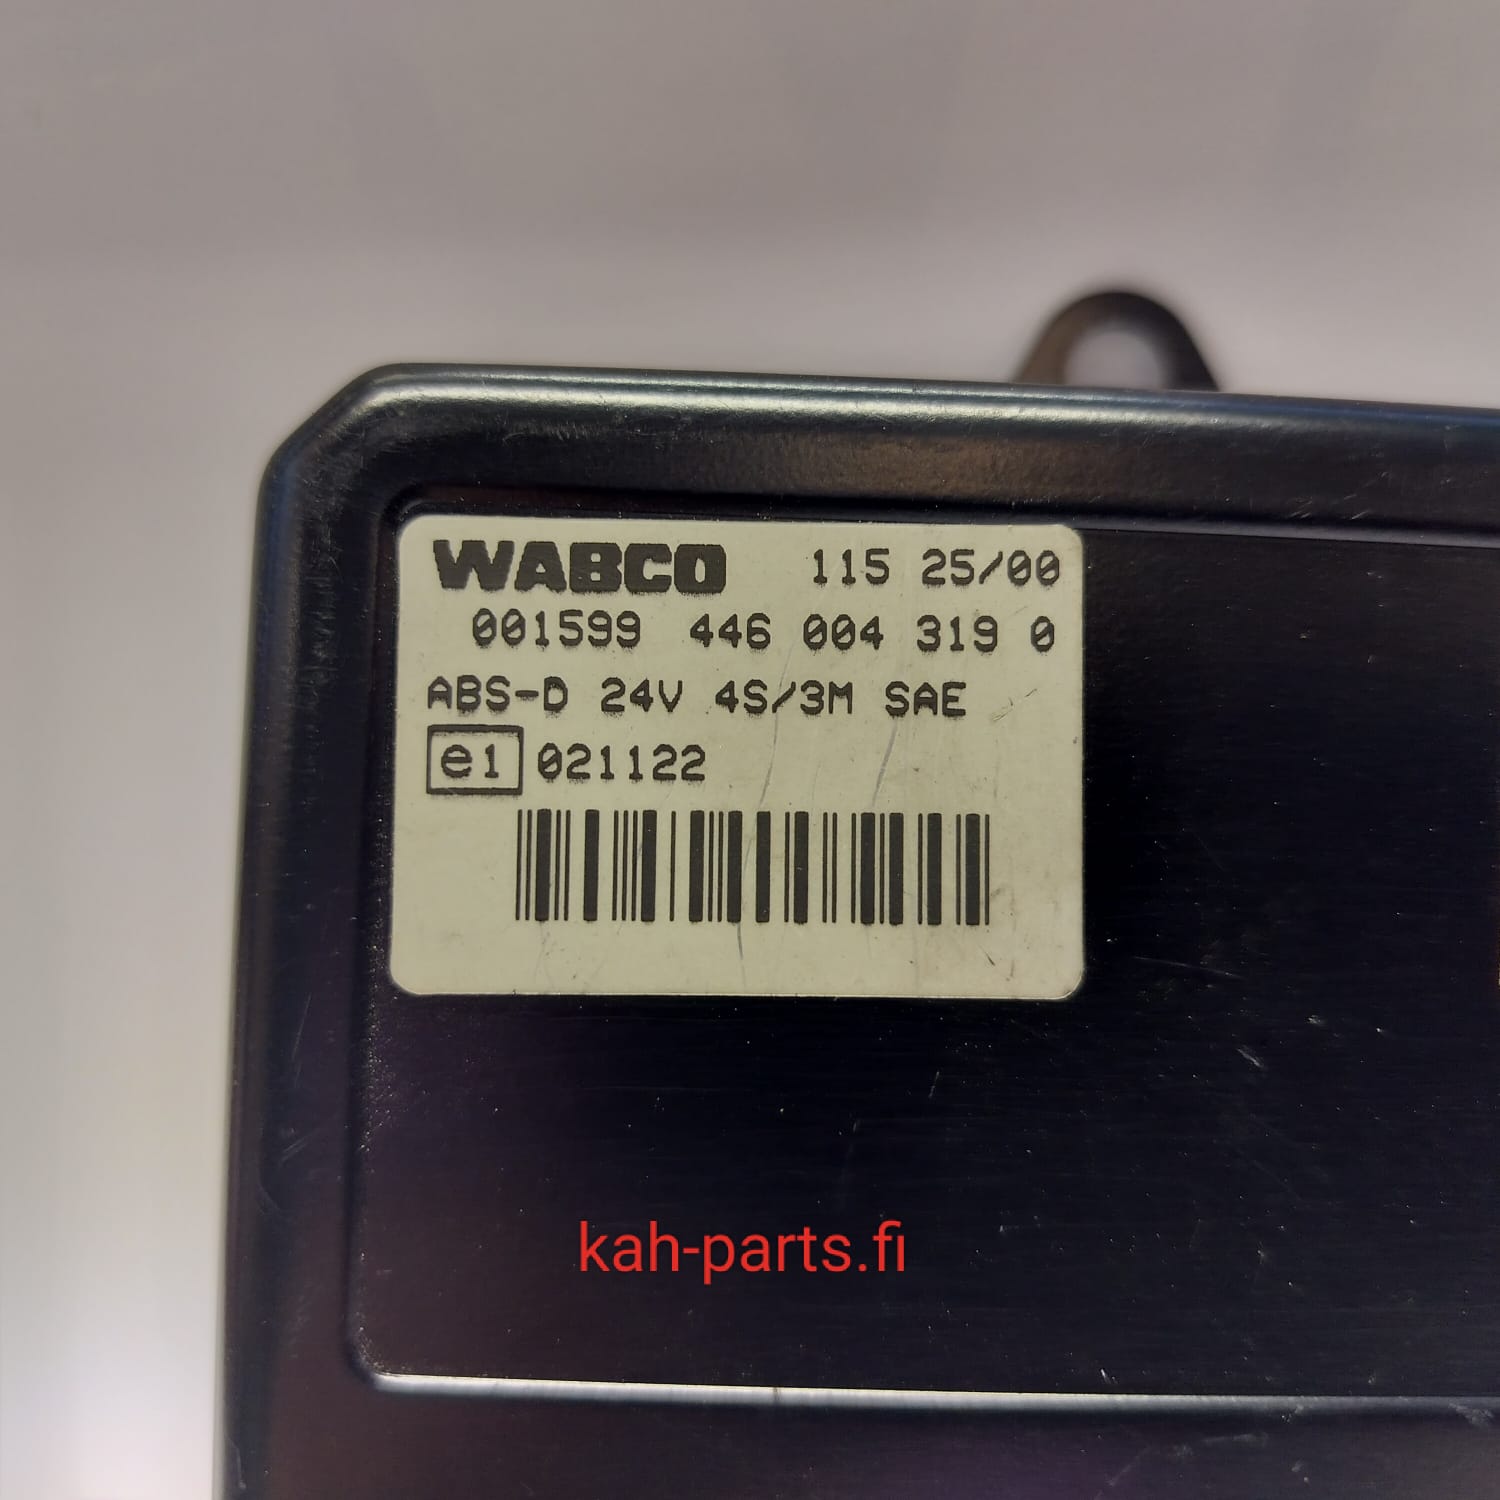 WABCO 115 25/00
001599 446 004 319 0
ABS-D 24V 4S/3M SAE
e1 021122
kah-parts.fi